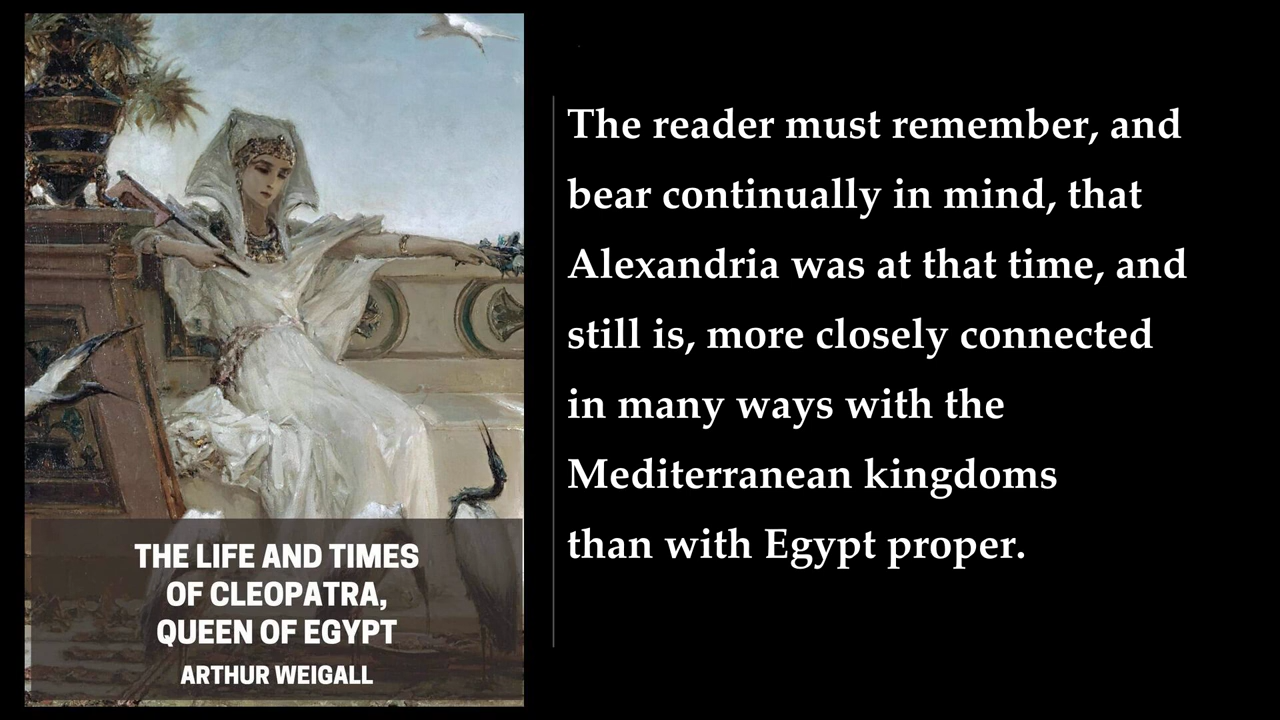 THE LIFE AND TIMES
OF CLEOPATRA,
QUEEN OF EGYPT
ARTHUR WEIGALL
The reader must remember, and
bear continually in mind, that
Alexandria was at that time, and
still is, more closely connected
in many ways with the
Mediterranean kingdoms
than with Egypt proper.